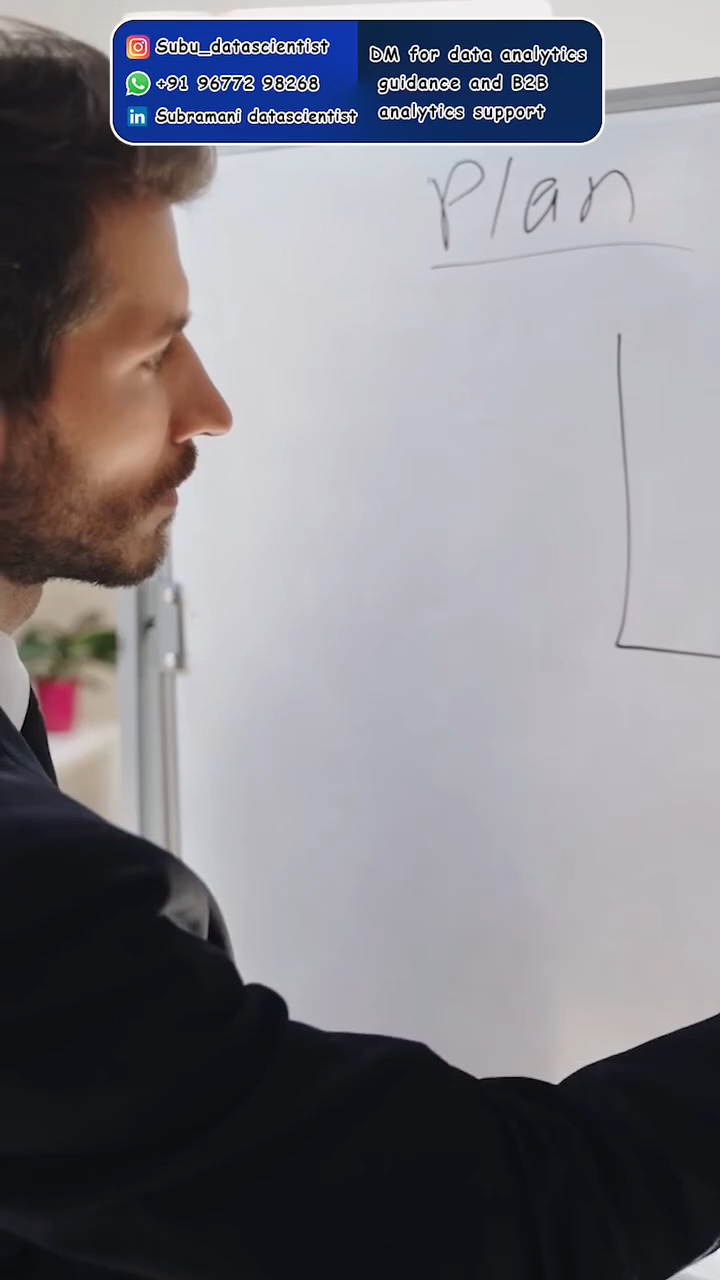 Subu_datascientist
+91 96772 98268
Subramani datascientist
DM for data analytics
guidance and B2B
analytics support
Plan